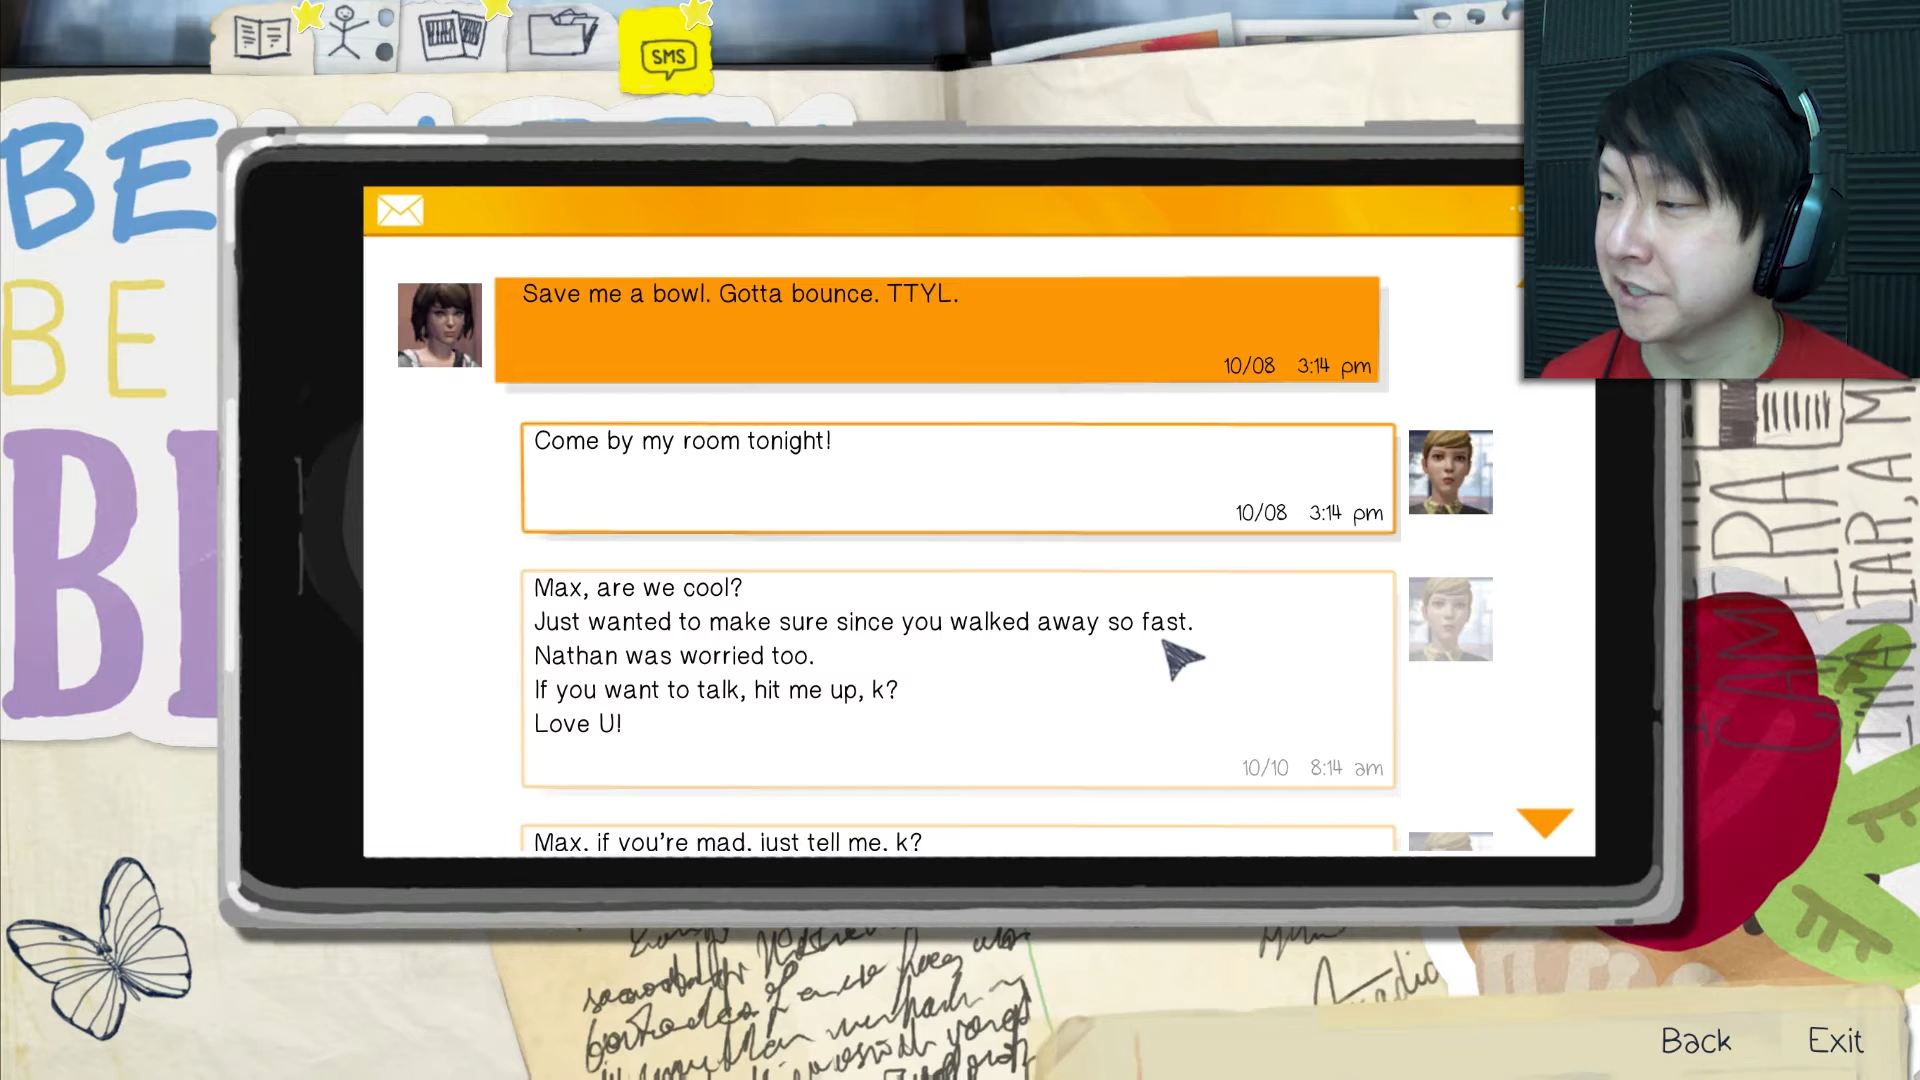 SMS
BE
BE
Save me a bowl. Gotta bounce. TTYL.
10/08 3:14 pm
Come by my room tonight!
10/08 3:14 pm
Max, are we cool?
Just wanted to make sure since you walked away so fast.
Nathan was worried too.
If you want to talk, hit me up, k?
Love U!
10/10 8:14 am
Max, if you're mad, just tell me, k?
CAMERA
I'M A LIAR, A M
Back
Exit